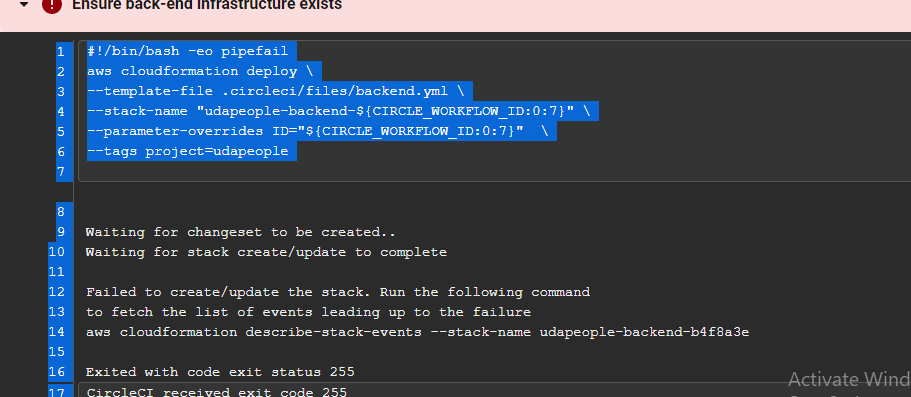 Ensure back-end infrastructure exists
1 #!/bin/bash -eo pipefail
2 aws cloudformation deploy \
3 --template-file .circleci/files/backend.yml \
4 --stack-name "udapeople-backend-${CIRCLE_WORKFLOW_ID:0:7}" \
5 --parameter-overrides ID="${CIRCLE_WORKFLOW_ID:0:7}"  \
6 --tags project=udapeople
7
8
9 Waiting for changeset to be created..
10 Waiting for stack create/update to complete
11
12 Failed to create/update the stack. Run the following command
13 to fetch the list of events leading up to the failure
14 aws cloudformation describe-stack-events --stack-name udapeople-backend-b4f8a3e
15
16 Exited with code exit status 255
Activate Wind
17 CircleCI received exit code 255